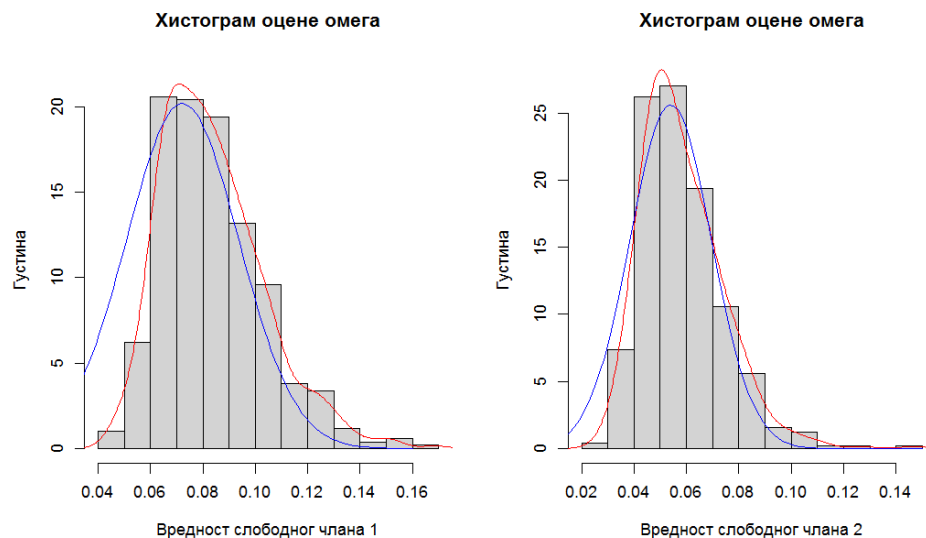 Хистограм оцене омега
Густина
20
15
10
5
0
0.04 0.06 0.08 0.10 0.12 0.14 0.16
Вредност слободног члана 1
Хистограм оцене омега
Густина
25
20
15
10
5
0
0.02 0.04 0.06 0.08 0.10 0.12 0.14
Вредност слободног члана 2